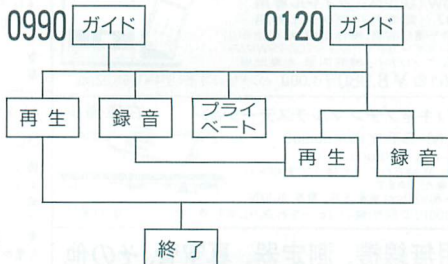 0990 ガイド
0120 ガイド
再生
録音
プライ
ベート
再生
録音
終了